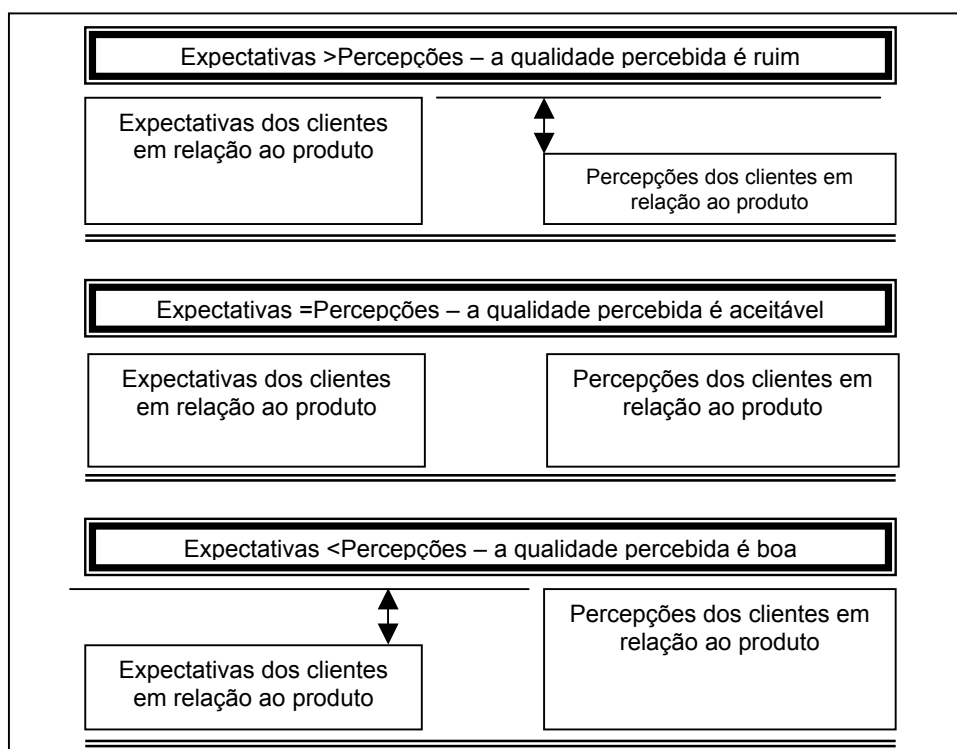 Expectativas >Percepções – a qualidade percebida é ruim
Expectativas dos clientes
em relação ao produto
Percepções dos clientes em
relação ao produto
Expectativas =Percepções – a qualidade percebida é aceitável
Expectativas dos clientes
em relação ao produto
Percepções dos clientes em
relação ao produto
Expectativas <Percepções – a qualidade percebida é boa
Percepções dos clientes em
relação ao produto
Expectativas dos clientes
em relação ao produto